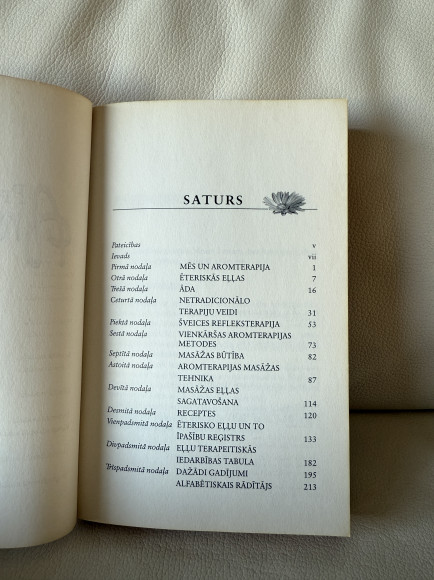 SATURS
Pateicības v
Ievads vii
Pirmā nodaļa MĒS UN AROMTERAPIJA 1
Otrā nodaļa ĒTERISKĀS EĻĻAS 7
Trešā nodaļa ĀDA 16
Ceturtā nodaļa NETRADICIONĀLO
TERAPIJU VEIDI 31
Piektā nodaļa ŠVEICES REFLEKSTERAPIJA 53
Sestā nodaļa VIENKĀRŠAS AROMTERAPIJAS
METODES 73
Septītā nodaļa MASĀŽAS BŪTĪBA 82
Astotā nodaļa AROMTERAPIJAS MASĀŽAS
TEHNIKA 87
Devītā nodaļa MASĀŽAS EĻĻAS
SAGATAVOŠANA 114
Desmitā nodaļa RECEPTES 120
Vienpadsmitā nodaļa ĒTERISKO EĻĻU UN TO
ĪPAŠĪBU REĢISTRS 133
Divpadsmitā nodaļa EĻĻU TERAPEITISKĀS
IEDARBĪBAS TABULA 182
Trīspadsmitā nodaļa DAŽĀDI GADĪJUMI 195
ALFABĒTISKAIS RĀDĪTĀJS 213